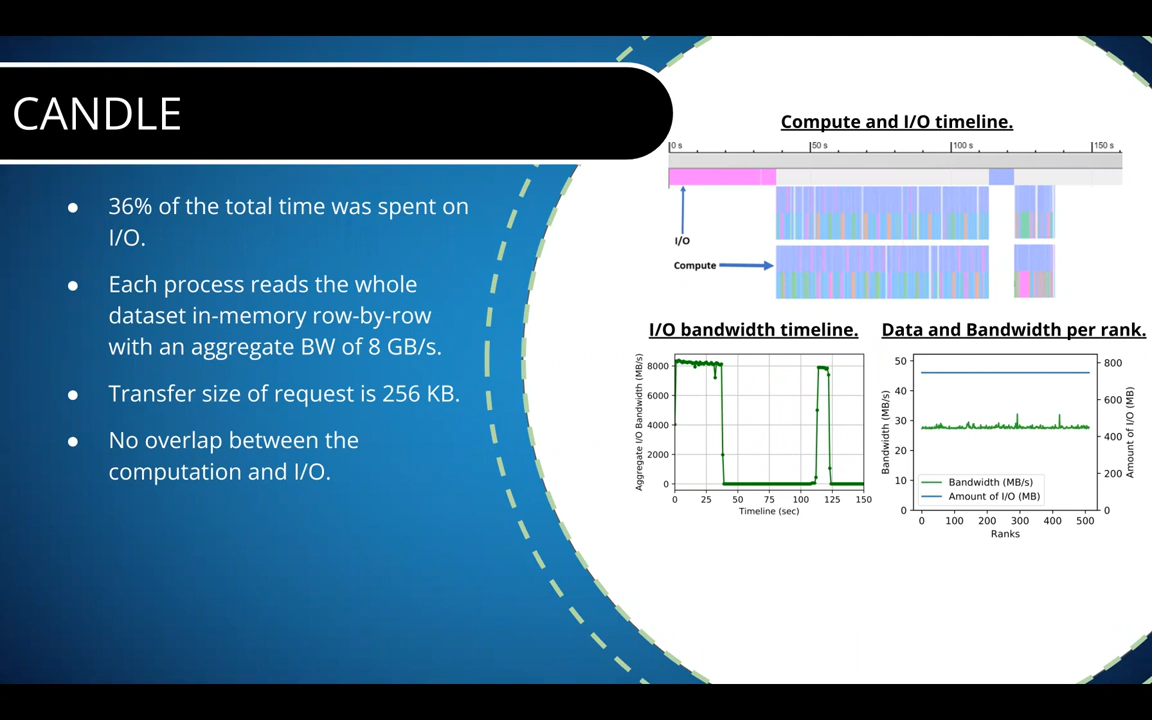 CANDLE
● 36% of the total time was spent on
I/O.
● Each process reads the whole
dataset in-memory row-by-row
with an aggregate BW of 8 GB/s.
● Transfer size of request is 256 KB.
● No overlap between the
computation and I/O.
Compute and I/O timeline.
0 s 50 s 100 s 150 s
I/O
Compute
I/O bandwidth timeline.
Aggregate I/O Bandwidth (MB/s)
8000
6000
4000
2000
0
0 25 50 75 100 125 150
Timeline (sec)
Data and Bandwidth per rank.
Bandwidth (MB/s)
50
40
30
20
10
0
Bandwidth (MB/s)
Amount of I/O (MB)
800
600
400
200
0
Amount of I/O (MB)
0 100 200 300 400 500
Ranks